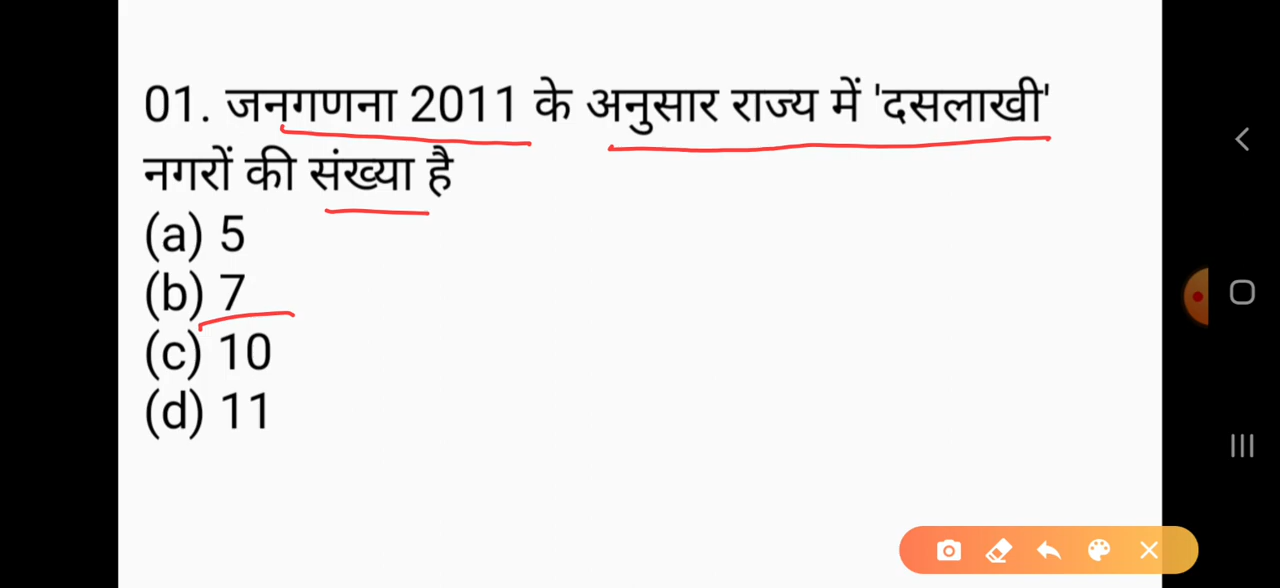 01. जनगणना 2011 के अनुसार राज्य में 'दसलाखी'
नगरों की संख्या है
(a) 5
(b) 7
(c) 10
(d) 11